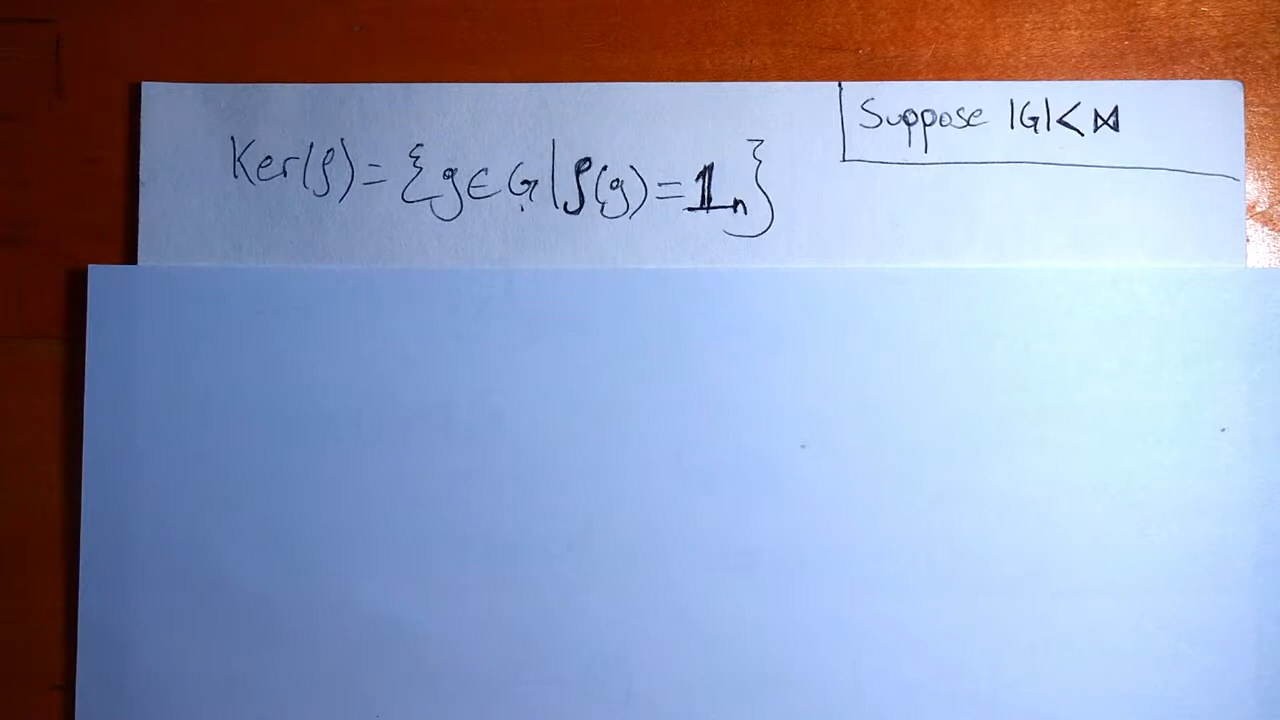 Suppose |G| < ∞
Ker(ρ) = {g ∈ G | ρ(g) = 𝟙ₙ}